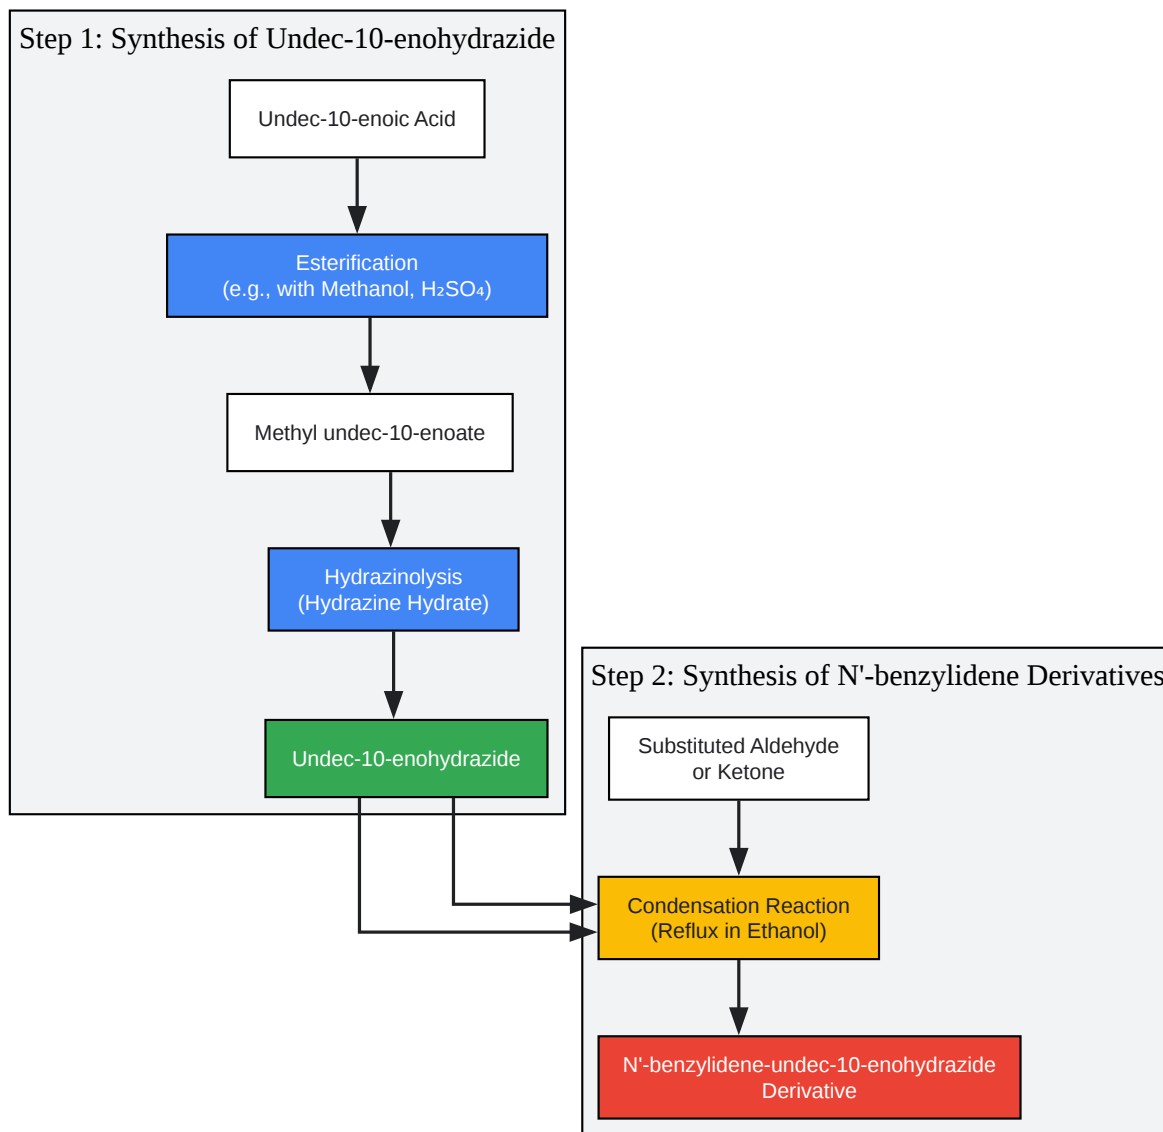 Step 1: Synthesis of Undec-10-enohydrazide
Undec-10-enoic Acid
Esterification
(e.g., with Methanol, H₂SO₄)
Methyl undec-10-enoate
Hydrazinolysis
(Hydrazine Hydrate)
Undec-10-enohydrazide
Step 2: Synthesis of N'-benzylidene Derivatives
Substituted Aldehyde
or Ketone
Condensation Reaction
(Reflux in Ethanol)
N'-benzylidene-undec-10-enohydrazide
Derivative